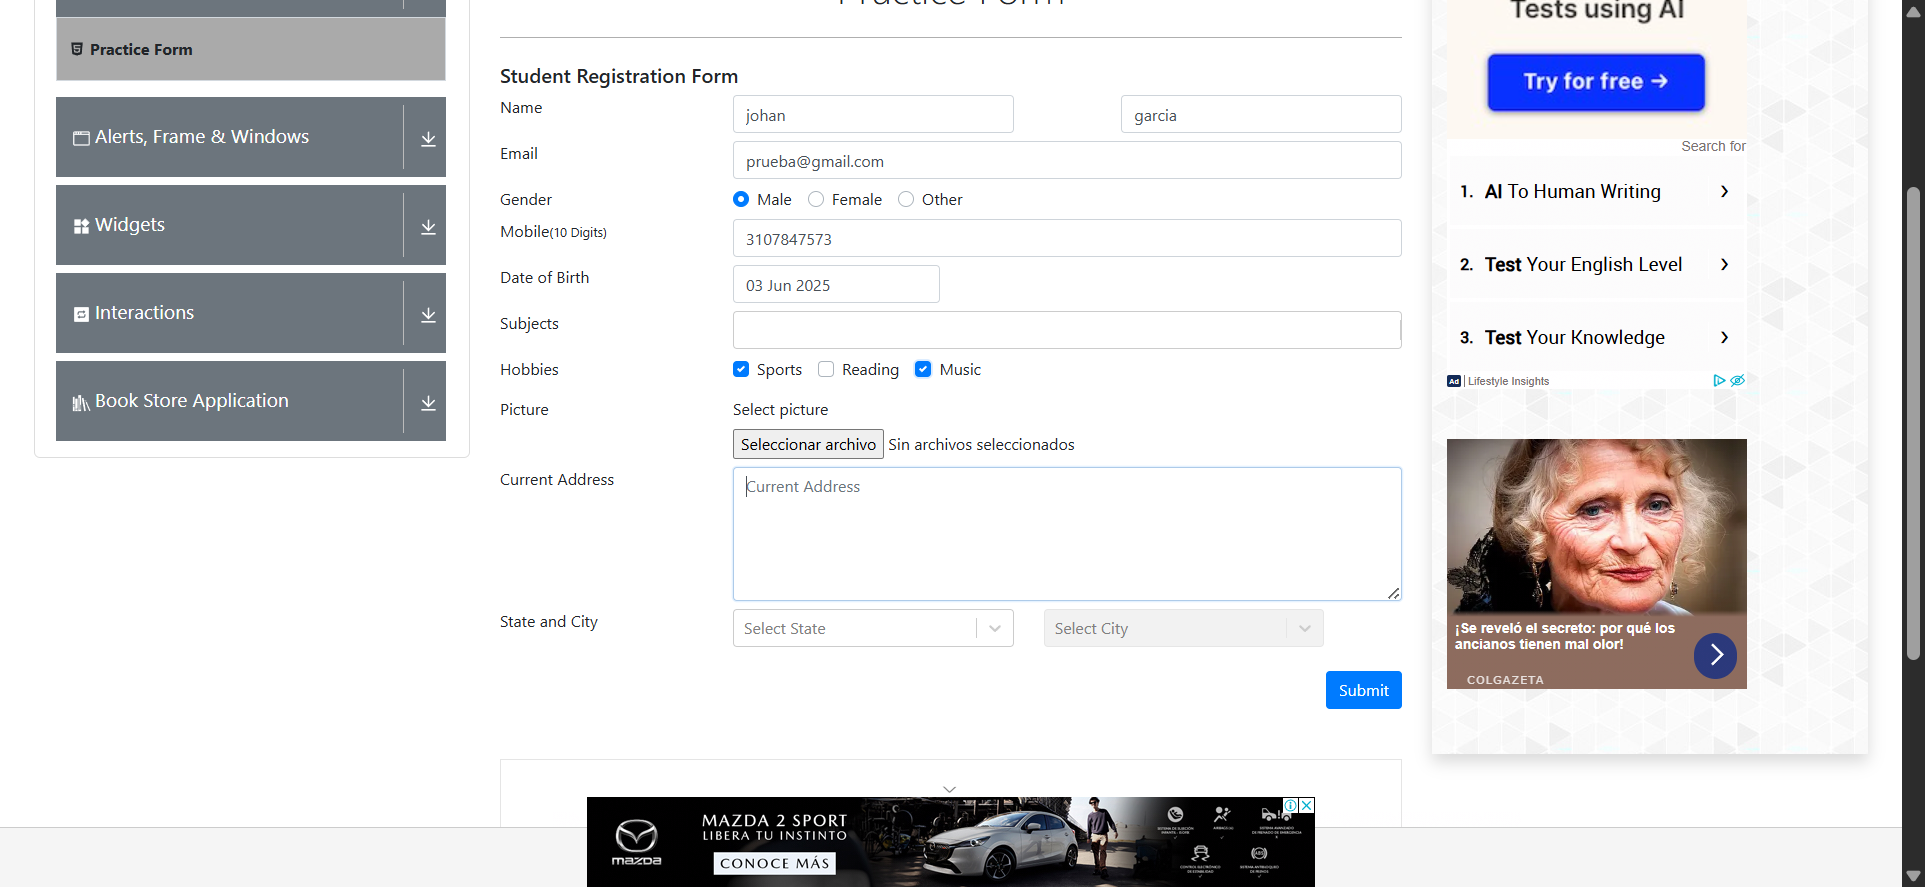 Practice Form
Practice Form
Alerts, Frame & Windows
Widgets
Interactions
Book Store Application
Student Registration Form
Name
johan
garcia
Email
prueba@gmail.com
Gender
Male
Female
Other
Mobile(10 Digits)
3107847573
Date of Birth
03 Jun 2025
Subjects
Hobbies
Sports
Reading
Music
Picture
Select picture
Seleccionar archivo Sin archivos seleccionados
Current Address
Current Address
State and City
Select State
Select City
Submit
Tests using AI
Try for free →
Search for
1. AI To Human Writing
2. Test Your English Level
3. Test Your Knowledge
Ad | Lifestyle Insights
¡Se reveló el secreto: por qué los
ancianos tienen mal olor!
COLGAZETA
mazda
MAZDA 2 SPORT
LIBERA TU INSTINTO
CONOCE MÁS